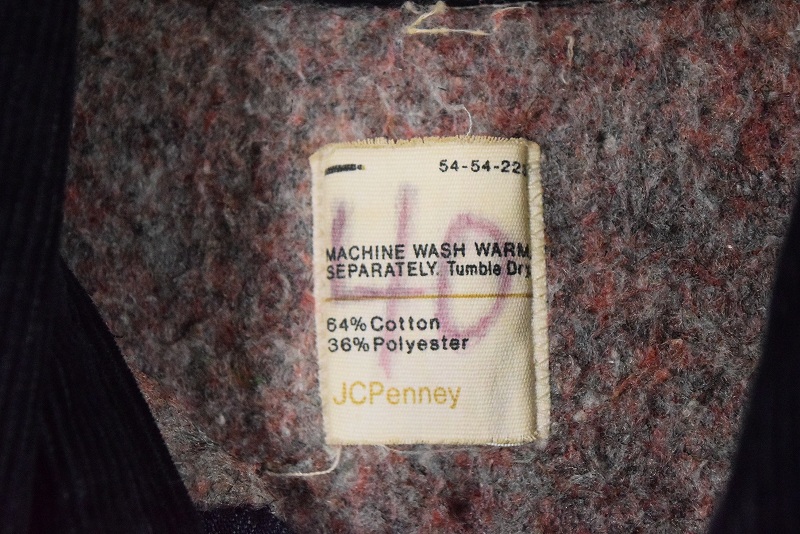 54-54-22
40
MACHINE WASH WARM
SEPARATELY. Tumble Dry
64% Cotton
36% Polyester
JCPenney